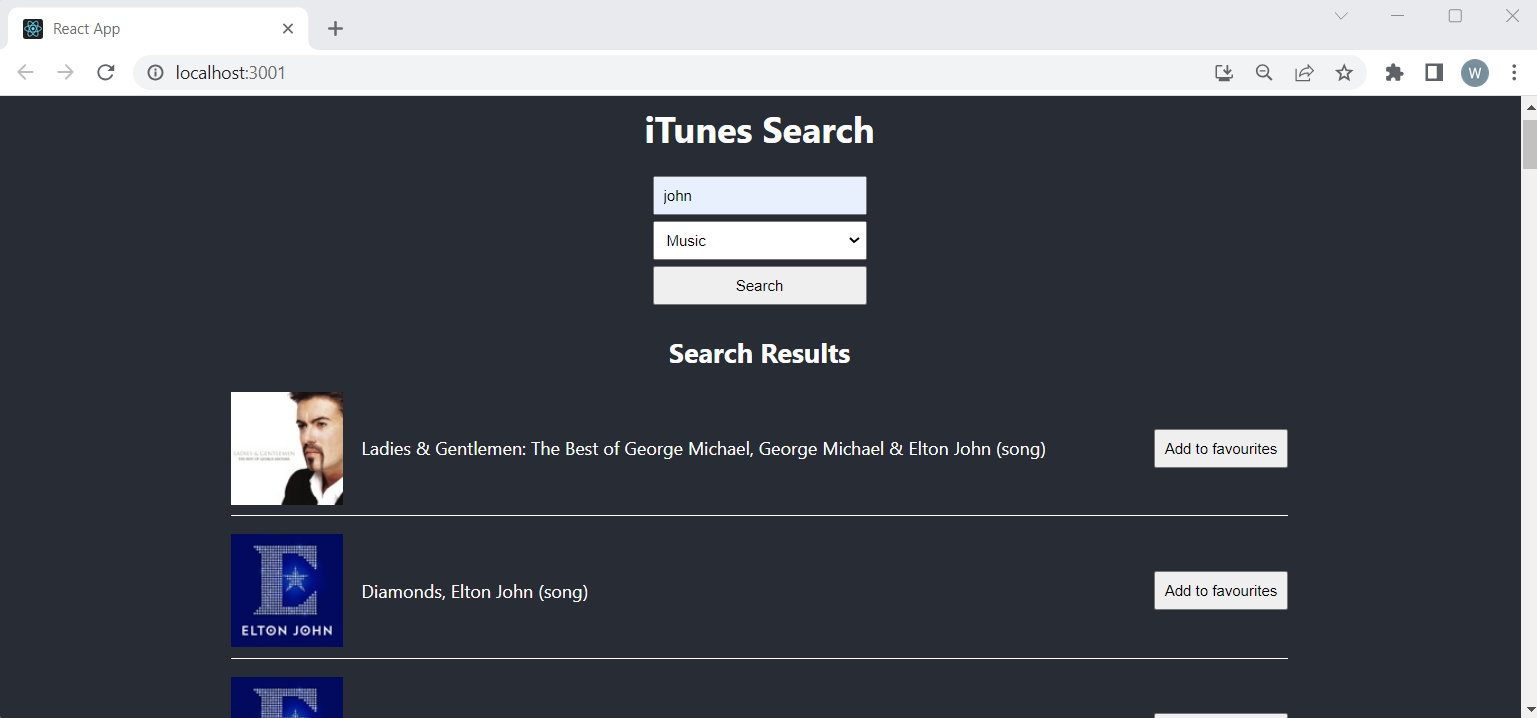 React App
localhost:3001
W
iTunes Search
john
Music
Search
Search Results
LADIES & GENTLEMEN
THE BEST OF GEORGE MICHAEL
Ladies & Gentlemen: The Best of George Michael, George Michael & Elton John (song)
Add to favourites
E
ELTON JOHN
Diamonds, Elton John (song)
Add to favourites